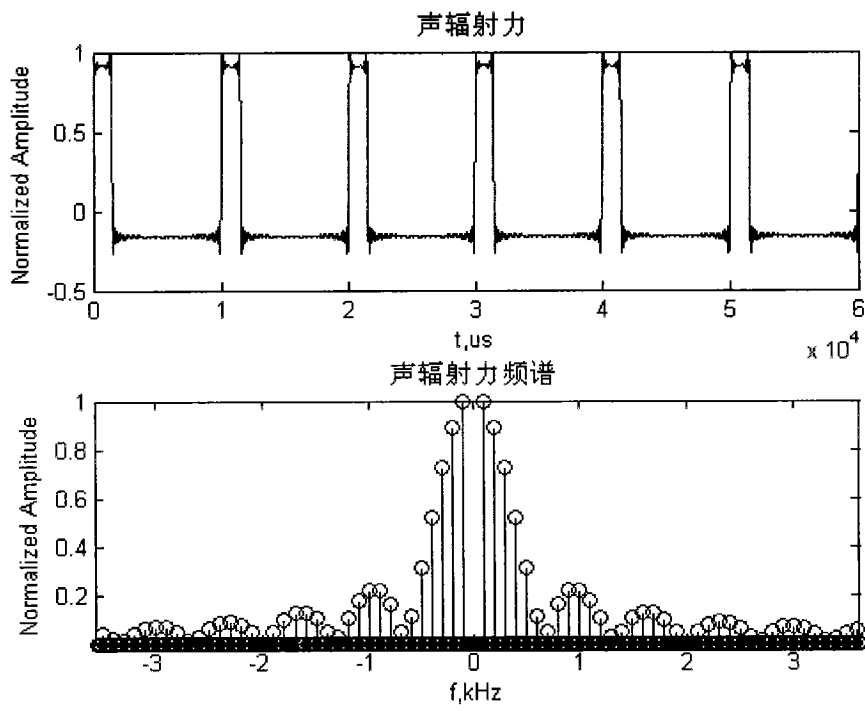 声辐射力
Normalized Amplitude
1
0.5
0
-0.5
0 1 2 3 4 5 6
t,us
x 10^4
声辐射力频谱
Normalized Amplitude
1
0.8
0.6
0.4
0.2
-3 -2 -1 0 1 2 3
f,kHz